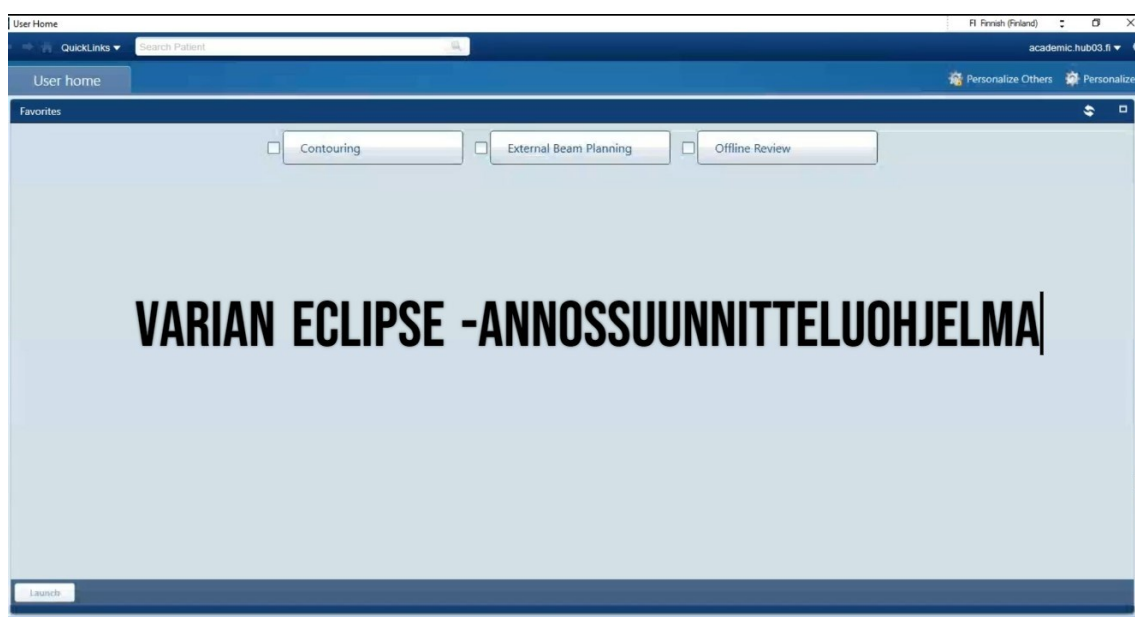 User Home
FI Finnish (Finland)
QuickLinks
Search Patient
academic.hub03.fi
User home
Personalize Others
Personalize
Favorites
Contouring
External Beam Planning
Offline Review
VARIAN ECLIPSE -ANNOSSUUNNITTELUOHJELMA
Launch